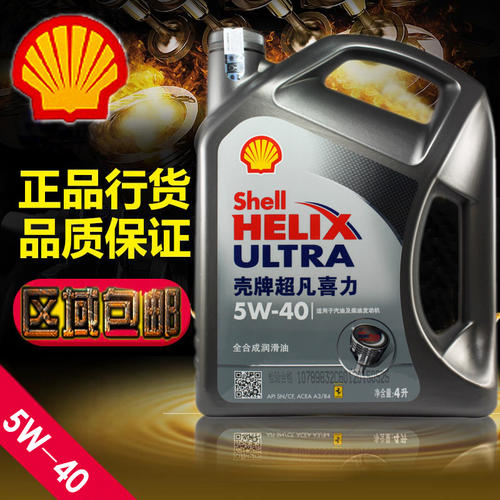 正品行货
品质保证
区域包邮
5W-40
Shell
HELIX
ULTRA
壳牌超凡喜力
5W-40 适用于汽油及柴油发动机
全合成润滑油
API SN/CF, ACEA A3/B4
净含量:4升